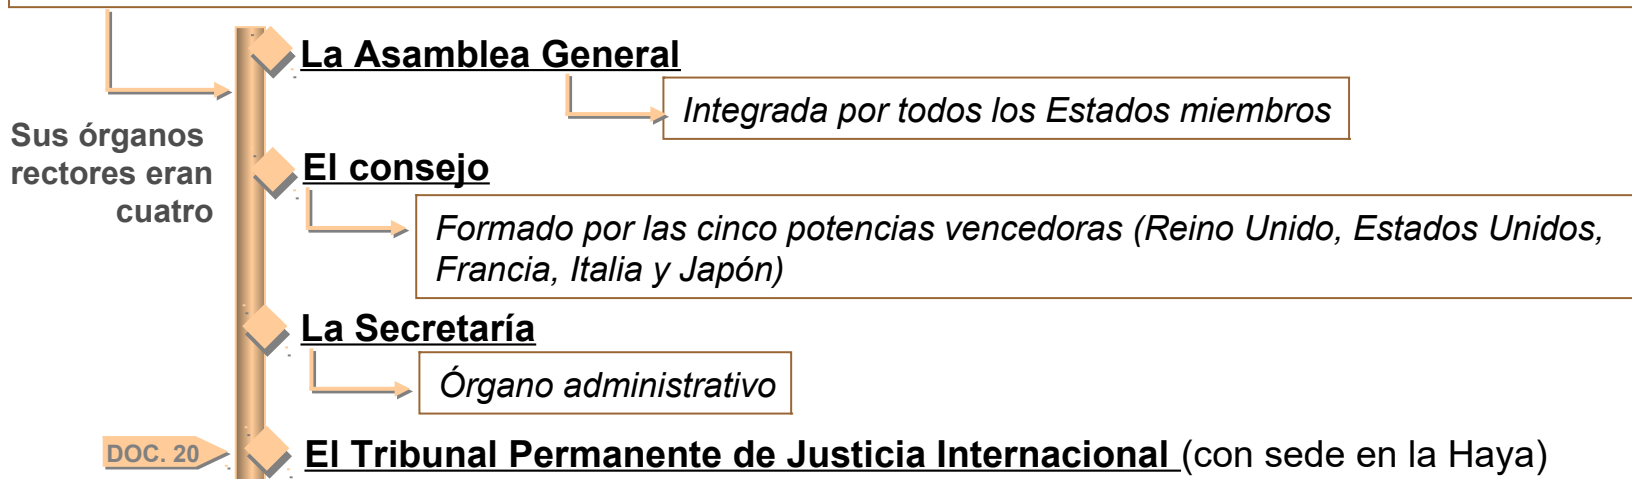 La Asamblea General
Integrada por todos los Estados miembros
Sus órganos
rectores eran
cuatro
El consejo
Formado por las cinco potencias vencedoras (Reino Unido, Estados Unidos,
Francia, Italia y Japón)
La Secretaría
Órgano administrativo
DOC. 20
El Tribunal Permanente de Justicia Internacional (con sede en la Haya)